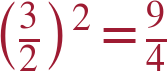 (3/2)² = 9/4